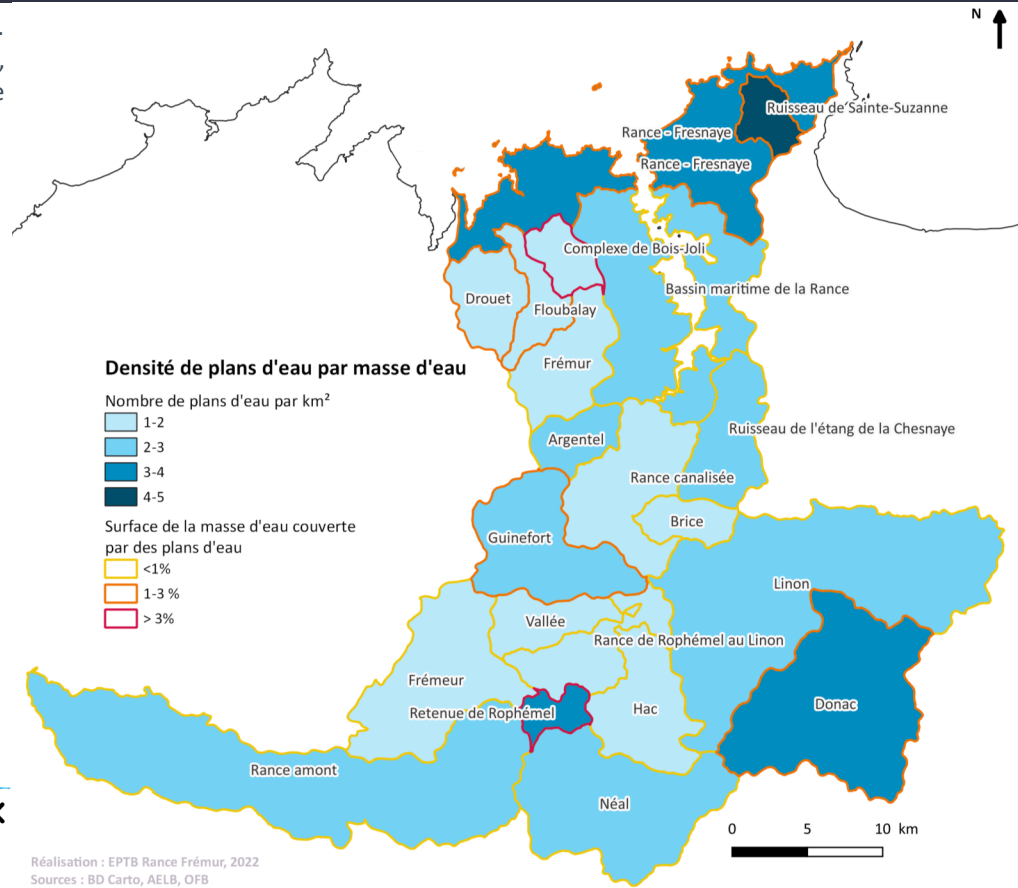 N
Ruisseau de Sainte-Suzanne
Rance - Fresnaye
Rance - Fresnaye
Complexe de Bois-Joli
Bassin maritime de la Rance
Drouet
Floubalay
Frémur
Densité de plans d'eau par masse d'eau
Nombre de plans d'eau par km²
1-2
2-3
3-4
4-5
Surface de la masse d'eau couverte
par des plans d'eau
<1%
1-3 %
> 3%
Argentel
Ruisseau de l'étang de la Chesnaye
Rance canalisée
Brice
Guinefort
Linon
Vallée
Rance de Rophémel au Linon
Frémeur
Retenue de Rophémel
Hac
Donac
Rance amont
Néal
0 5 10 km
Réalisation : EPTB Rance Frémur, 2022
Sources : BD Carto, AELB, OFB